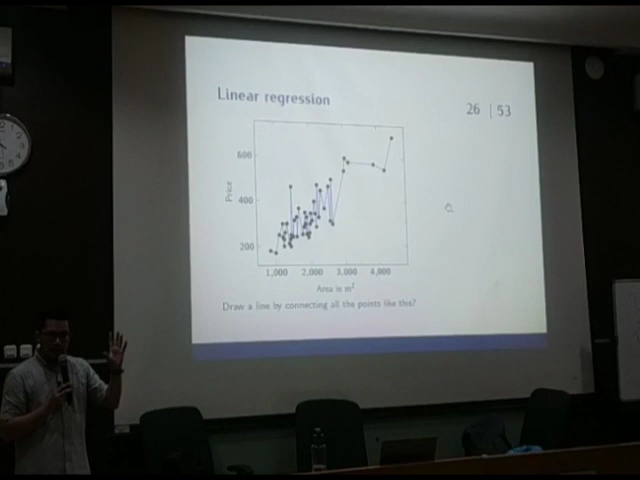 Linear regression
26 | 53
600
400
200
Price
1,000 2,000 3,000 4,000
Area is m²
Draw a line by connecting all the points like this?